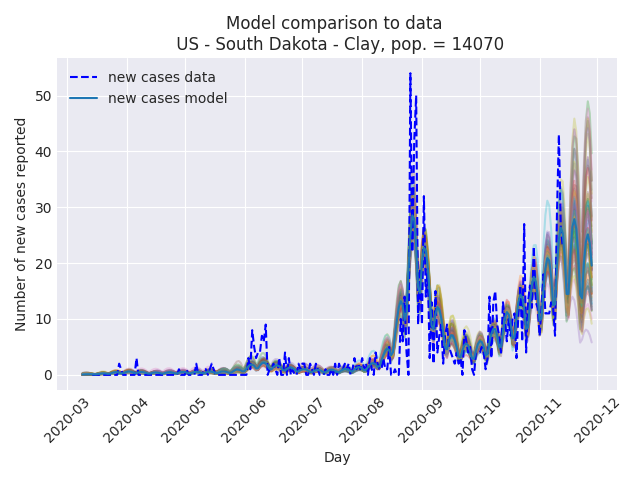 Model comparison to data
US - South Dakota - Clay, pop. = 14070
new cases data
new cases model
Number of new cases reported
50
40
30
20
10
0
2020-03
2020-04
2020-05
2020-06
2020-07
2020-08
2020-09
2020-10
2020-11
2020-12
Day